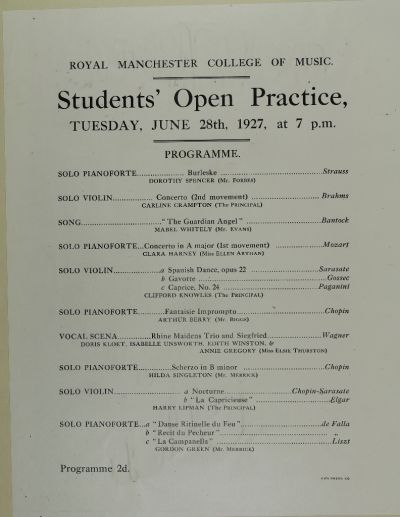 ROYAL MANCHESTER COLLEGE OF MUSIC.
Students' Open Practice,
TUESDAY, JUNE 28th, 1927, at 7 p.m.
PROGRAMME.
SOLO PIANOFORTE.................... Burleske ....................................Strauss
DOROTHY SPENCER (Mr. Forbes)
SOLO VIOLIN................ Concerto (2nd movement) ........................Brahms
CARLINE CRAMPTON (The Principal)
SONG................................" The Guardian Angel " ...........................Bantock
MABEL WHITELY (Mr. Evans)
SOLO PIANOFORTE...Concerto in A major (1st movement) .................Mozart
CLARA HARNEY (Miss Ellen Arthan)
SOLO VIOLIN...................a Spanish Dance, opus 22 .........................Sarasate
b Gavotte ......................................Gossec
c Caprice, No. 24 ...........................Paganini
CLIFFORD KNOWLES (The Principal)
SOLO PIANOFORTE............Fantaisie Impromptu ..............................Chopin
ARTHUR BERRY (Mr.
VOCAL SCENA..............Rhine Maidens Trio and Siegfried.....................Wagner
DORIS KLOET, ISABELLE UNSWORTH, EDITH WINSTON, &
ANNIE GREGORY (Miss Elsie Thurston)
SOLO PIANOFORTE...............Scherzo in B minor ..............................Chopin
HILDA SINGLETON (Mr. Merrick)
SOLO VIOLIN.......................... a Nocturne.........................Chopin-Sarasate
b " La Capricieuse " ..........................Elgar
HARRY LIPMAN (The Principal)
SOLO PIANOFORTE...a " Danse Rituelle du Feu"..............................de Falla
b " Recit du Pecheur"....................................
c " La Campanella" ....................................Liszt
GORDON GREEN (Mr. Merrick)
Programme 2d.